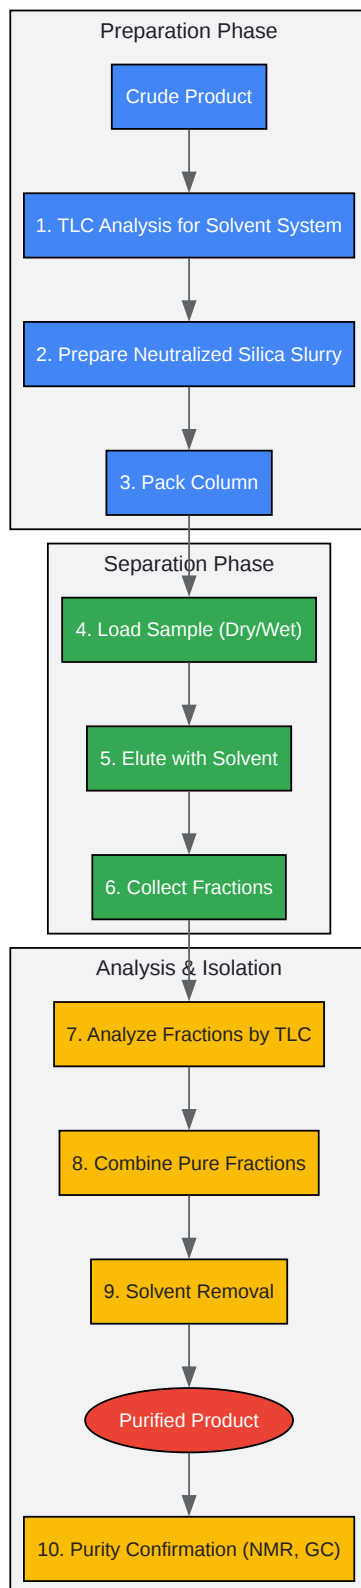 Preparation Phase
Crude Product
1. TLC Analysis for Solvent System
2. Prepare Neutralized Silica Slurry
3. Pack Column
Separation Phase
4. Load Sample (Dry/Wet)
5. Elute with Solvent
6. Collect Fractions
Analysis & Isolation
7. Analyze Fractions by TLC
8. Combine Pure Fractions
9. Solvent Removal
Purified Product
10. Purity Confirmation (NMR, GC)